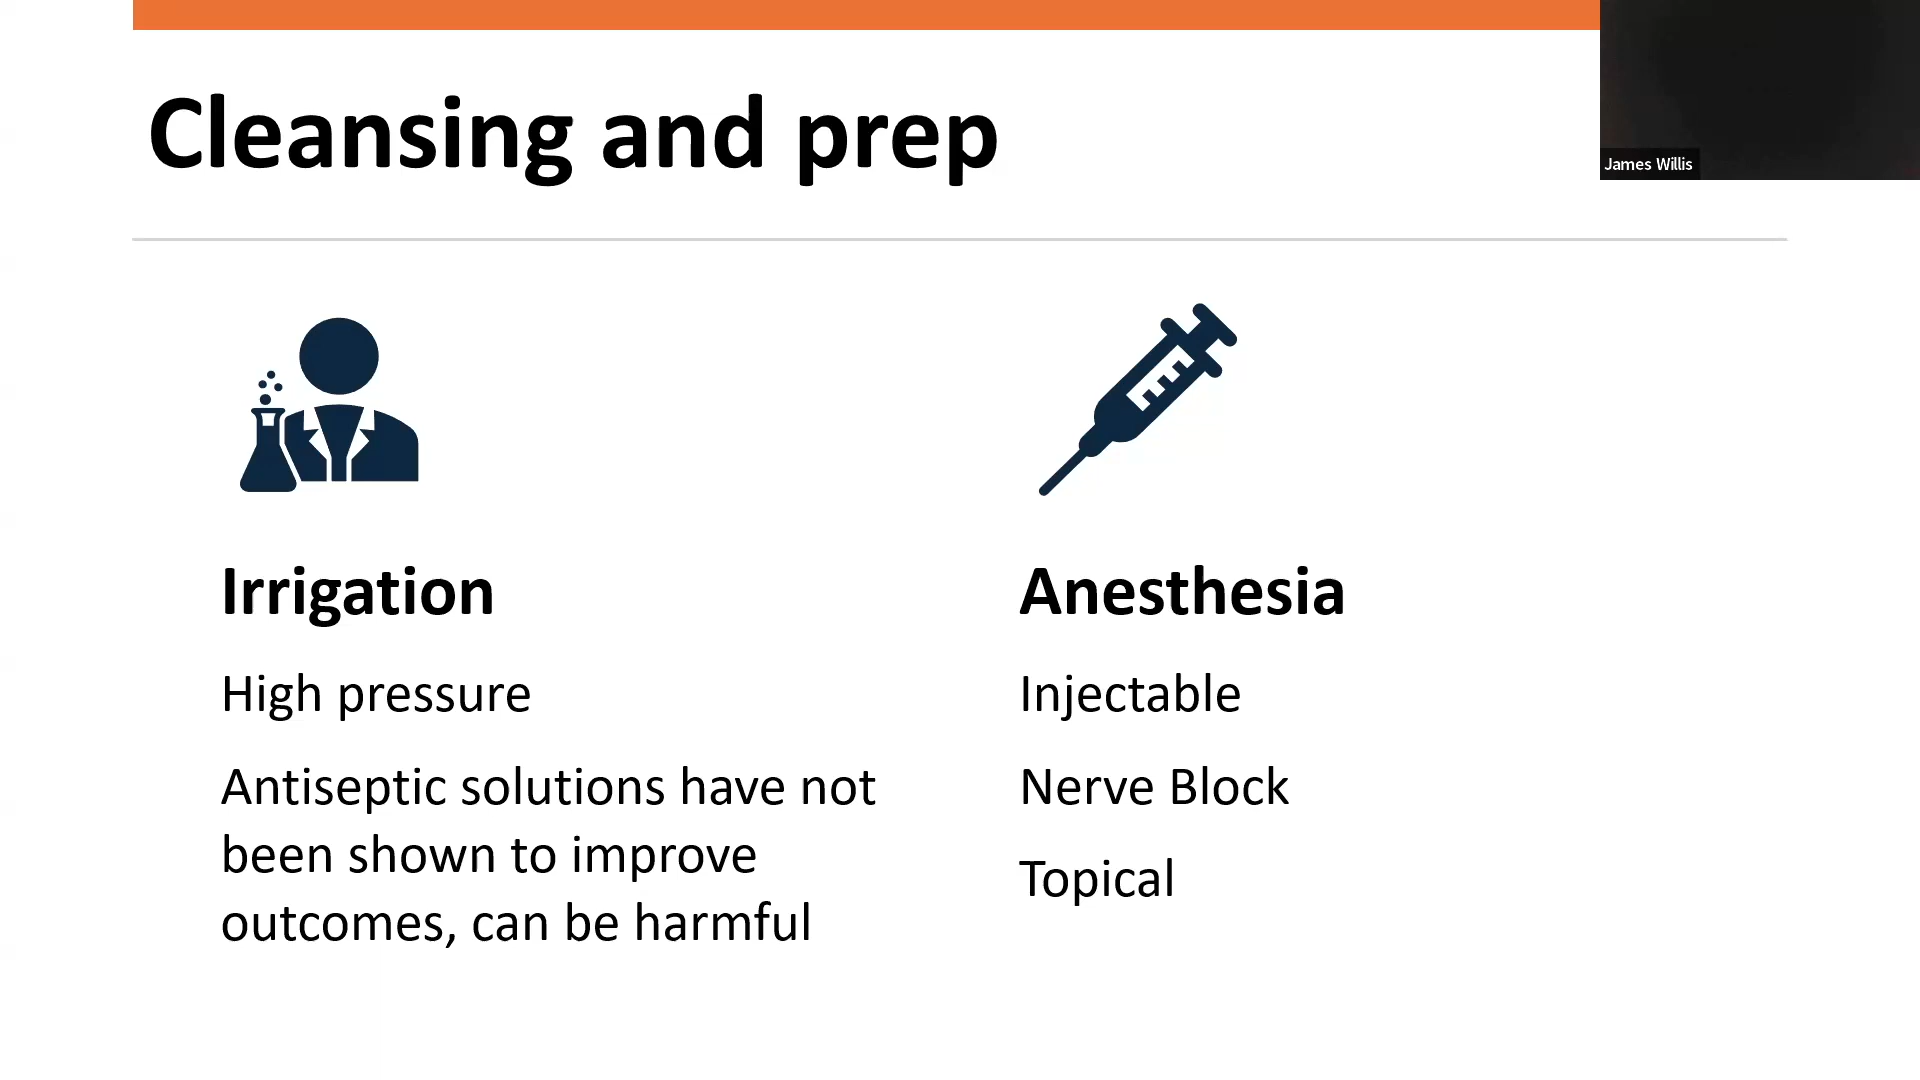 Cleansing and prep
James Willis
Irrigation
High pressure
Antiseptic solutions have not
been shown to improve
outcomes, can be harmful
Anesthesia
Injectable
Nerve Block
Topical